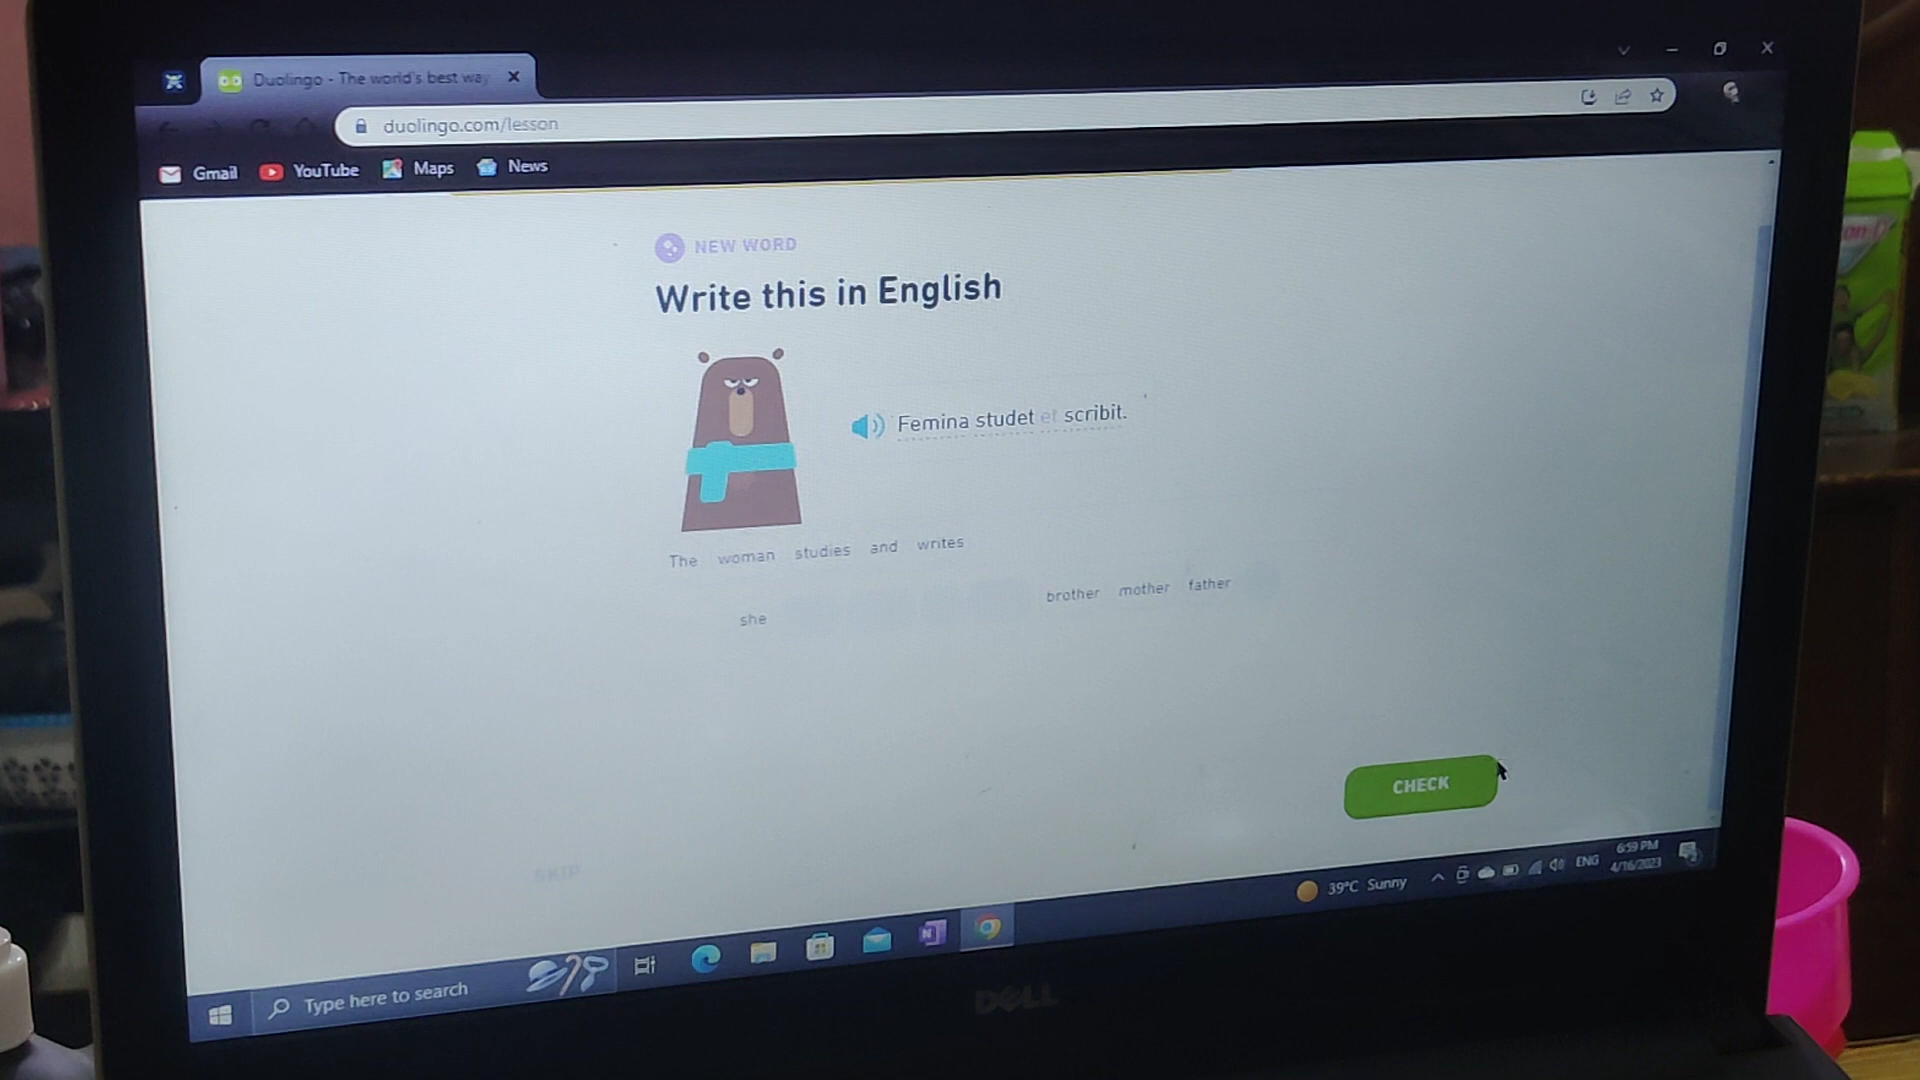 Duolingo - The world's best way
duolingo.com/lesson
Gmail YouTube Maps News
NEW WORD
Write this in English
Femina studet et scribit.
The woman studies and writes
brother mother father
she
CHECK
SKIP
39°C Sunny ENG 6:59 PM
4/16/2023
Type here to search
DELL